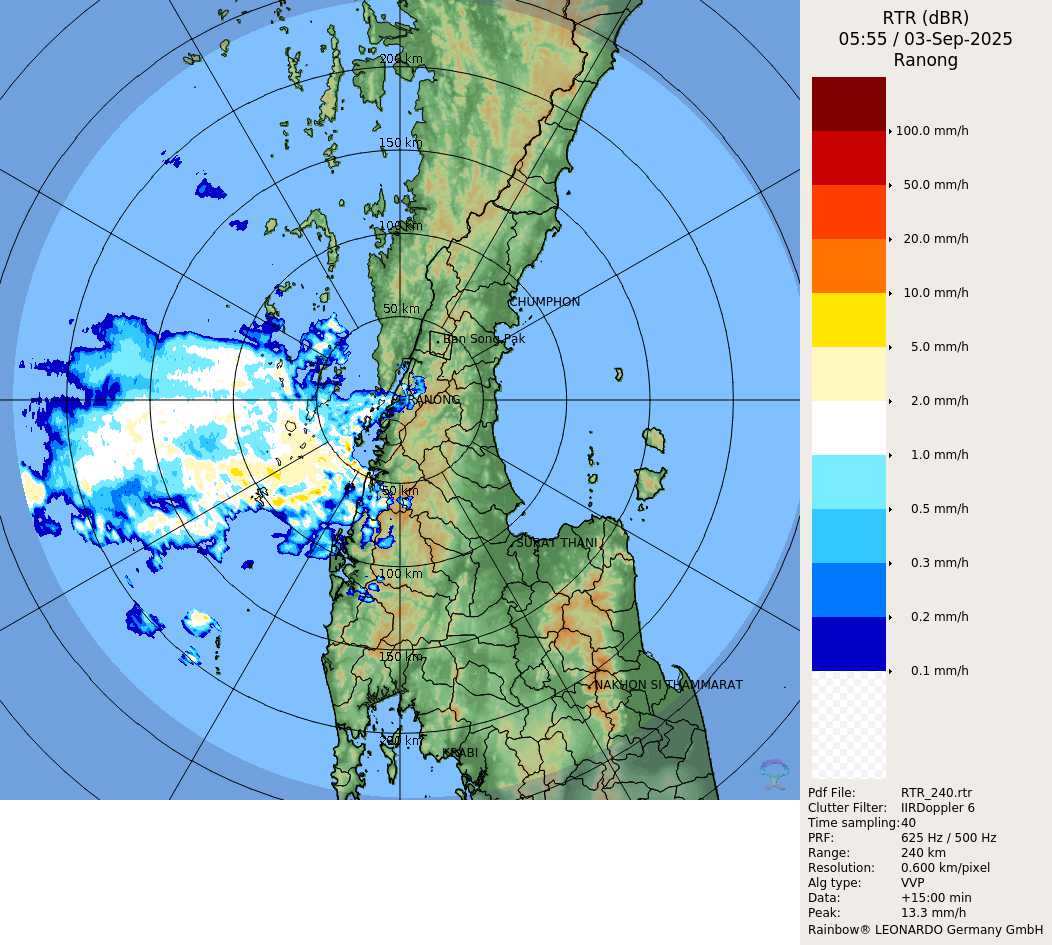 RTR (dBR)
05:55 / 03-Sep-2025
Ranong
200 km
150 km
100 km
50 km
CHUMPHON
Ban Song Pak
RANONG
50 km
SURAT THANI
100 km
150 km
NAKHON SI THAMMARAT
200 km
KRABI
100.0 mm/h
50.0 mm/h
20.0 mm/h
10.0 mm/h
5.0 mm/h
2.0 mm/h
1.0 mm/h
0.5 mm/h
0.3 mm/h
0.2 mm/h
0.1 mm/h
Pdf File: RTR_240.rtr
Clutter Filter: IIRDoppler 6
Time sampling:40
PRF: 625 Hz / 500 Hz
Range: 240 km
Resolution: 0.600 km/pixel
Alg type: VVP
Data: +15:00 min
Peak: 13.3 mm/h
Rainbow® LEONARDO Germany GmbH